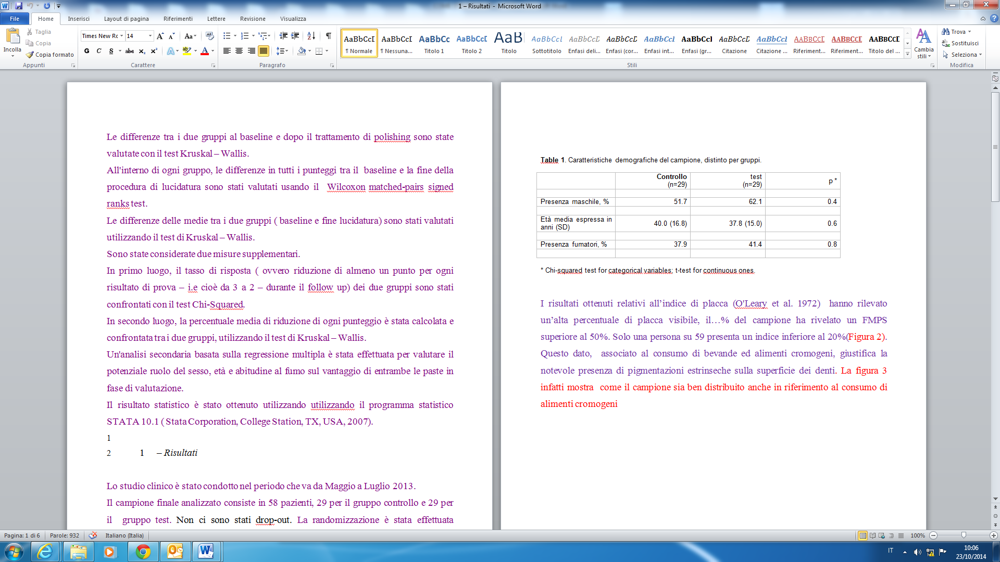 1 – Risultati - Microsoft Word
File Home Inserisci Layout di pagina Riferimenti Lettere Revisione Visualizza
Incolla
Taglia
Copia
Copia formato
Appunti
Times New Rc 14
Carattere
Paragrafo
AaBbCcI AaBbCcI AaBbCc AaBbCcI AaB AaBbCcI AaBbCcD AaBbCcD AaBbCcI AaBbCcI AaBbCcD AaBbCcI AABBCCD AABBCCD AABBCCD
¶ Normale ¶ Nessuna... Titolo 1 Titolo 2 Titolo Sottotitolo Enfasi deli... Enfasi (cor... Enfasi int... Enfasi (gr... Citazione Citazione ... Riferiment... Riferiment... Titolo del ...
Stili
Cambia stili
Trova
Sostituisci
Seleziona
Modifica
Le differenze tra i due gruppi al baseline e dopo il trattamento di polishing sono state
valutate con il test Kruskal – Wallis.
All'interno di ogni gruppo, le differenze in tutti i punteggi tra il baseline e la fine della
procedura di lucidatura sono stati valutati usando il Wilcoxon matched-pairs signed
ranks test.
Le differenze delle medie tra i due gruppi ( baseline e fine lucidatura) sono stati valutati
utilizzando il test di Kruskal – Wallis.
Sono state considerate due misure supplementari.
In primo luogo, il tasso di risposta ( ovvero riduzione di almeno un punto per ogni
risultato di prova – i.e cioè da 3 a 2 – durante il follow up) dei due gruppi sono stati
confrontati con il test Chi-Squared.
In secondo luogo, la percentuale media di riduzione di ogni punteggio è stata calcolata e
confrontata tra i due gruppi, utilizzando il test di Kruskal – Wallis.
Un'analisi secondaria basata sulla regressione multipla è stata effettuata per valutare il
potenziale ruolo del sesso, età e abitudine al fumo sul vantaggio di entrambe le paste in
fase di valutazione.
Il risultato statistico è stato ottenuto utilizzando utilizzando il programma statistico
STATA 10.1 ( Stata Corporation, College Station, TX, USA, 2007).
1
2 1 – Risultati
Lo studio clinico è stato condotto nel periodo che va da Maggio a Luglio 2013.
Il campione finale analizzato consiste in 58 pazienti, 29 per il gruppo controllo e 29 per
il gruppo test. Non ci sono stati drop-out. La randomizzazione è stata effettuata
Table 1. Caratteristiche demografiche del campione, distinto per gruppi.
Controllo (n=29) test (n=29) p *
Presenza maschile, % 51.7 62.1 0.4
Età media espressa in anni (SD) 40.0 (16.8) 37.8 (15.0) 0.6
Presenza fumatori, % 37.9 41.4 0.8
* Chi-squared test for categorical variables; t-test for continuous ones.
I risultati ottenuti relativi all’indice di placca (O'Leary et al. 1972) hanno rilevato
un’alta percentuale di placca visibile, il…% del campione ha rivelato un FMPS
superiore al 50%. Solo una persona su 59 presenta un indice inferiore al 20%(Figura 2).
Questo dato, associato al consumo di bevande ed alimenti cromogeni, giustifica la
notevole presenza di pigmentazioni estrinseche sulla superficie dei denti. La figura 3
infatti mostra come il campione sia ben distribuito anche in riferimento al consumo di
alimenti cromogeni
Pagina: 1 di 6 Parole: 932 Italiano (Italia) 100%
IT 10:06
23/10/2014